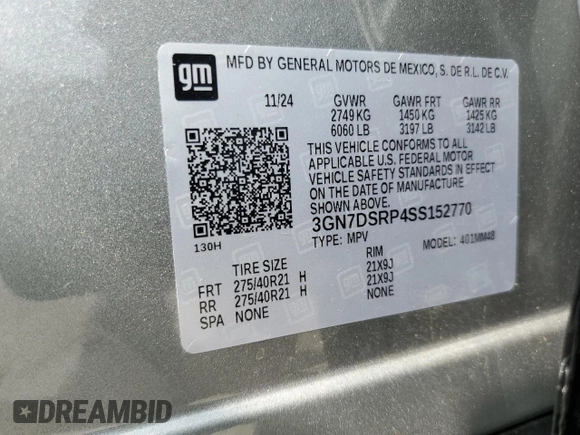 gm
MFD BY GENERAL MOTORS DE MEXICO, S. DE R.L. DE C.V.
11/24 GVWR GAWR FRT GAWR RR
2749 KG 1450 KG 1425 KG
6060 LB 3197 LB 3142 LB
THIS VEHICLE CONFORMS TO ALL
APPLICABLE U.S. FEDERAL MOTOR
VEHICLE SAFETY STANDARDS IN EFFECT
ON THE DATE OF MANUFACTURE
SHOWN ABOVE.
3GN7DSRP4SS152770
130H
TYPE: MPV MODEL: 401MM48
TIRE SIZE RIM
FRT 275/40R21 H 21X9J
RR 275/40R21 H 21X9J
SPA NONE NONE
DREAMBID